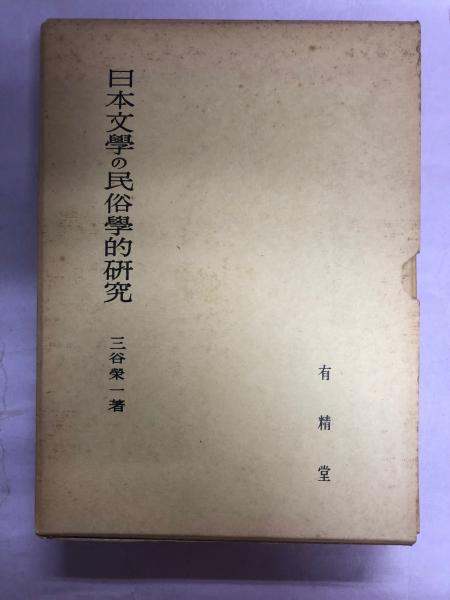 日本文學の民俗學的研究
三谷榮一著
有精堂